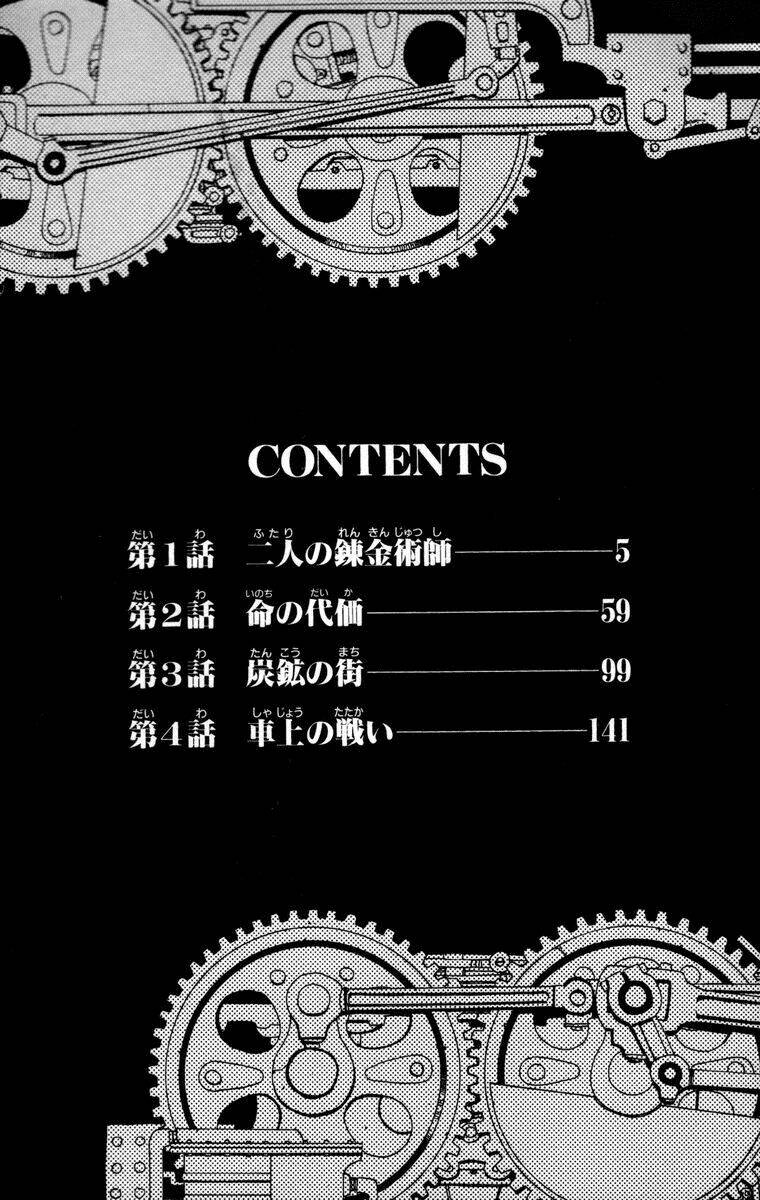 CONTENTS
だい わ ふたり れん きん じゅつ し
第1話 二人の錬金術師 5
だい わ いのち だい か
第2話 命の代価 59
だい わ たん こう まち
第3話 炭鉱の街 99
だい わ しゃ じょう たたか
第4話 車上の戦い 141